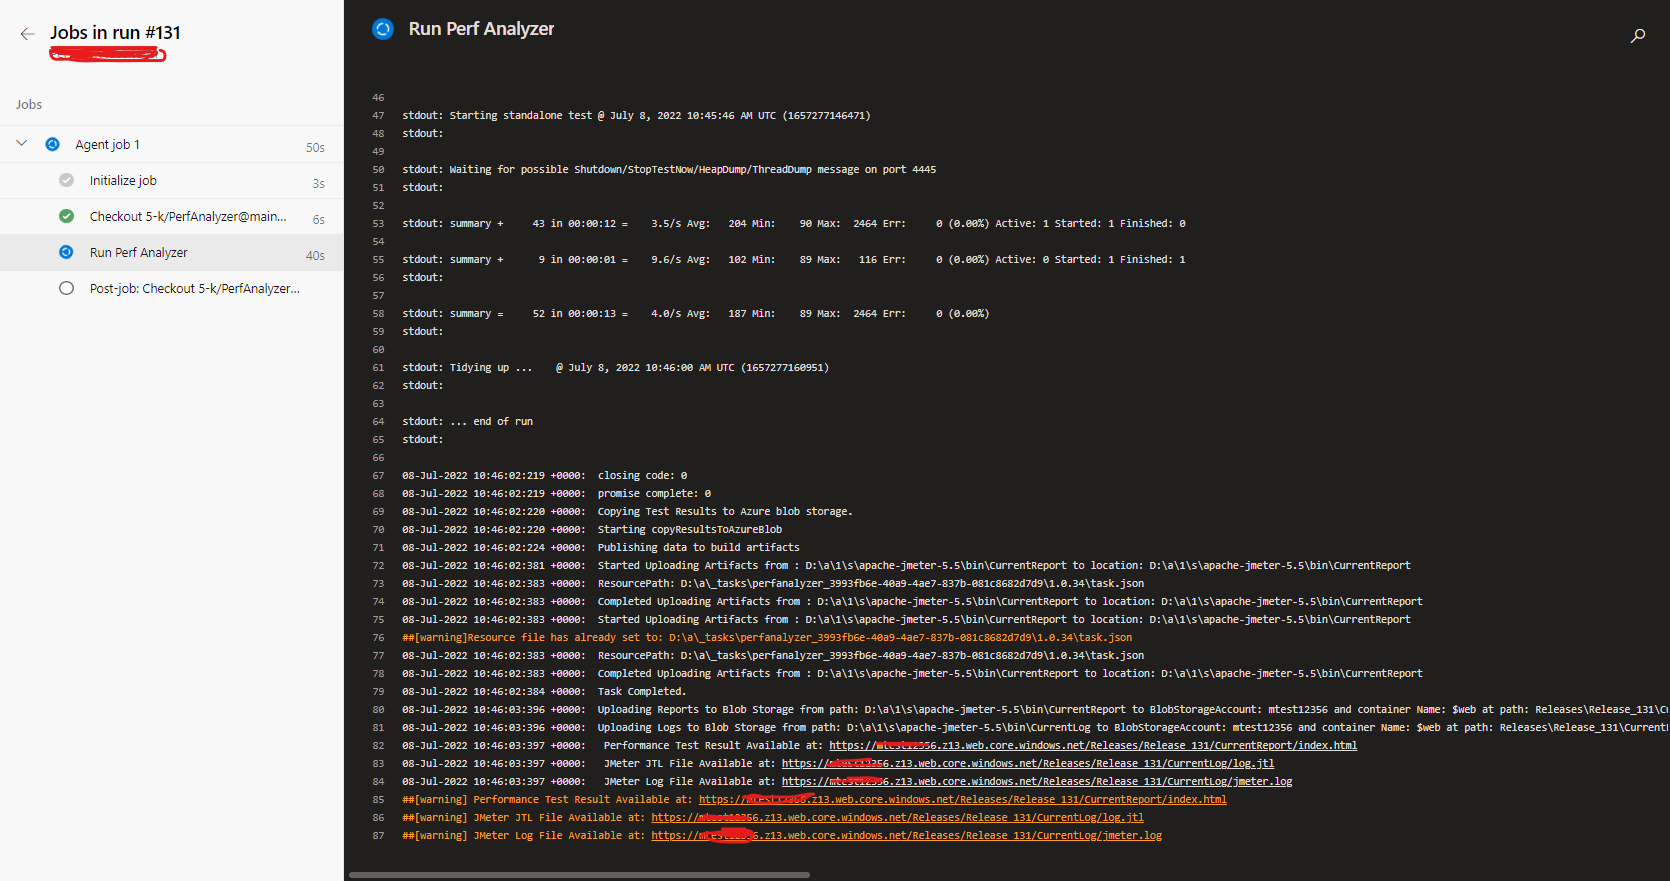 Jobs in run #131
Jobs
Agent job 1 50s
Initialize job 3s
Checkout 5-k/PerfAnalyzer@main... 6s
Run Perf Analyzer 40s
Post-job: Checkout 5-k/PerfAnalyzer...
Run Perf Analyzer
46
47 stdout: Starting standalone test @ July 8, 2022 10:45:46 AM UTC (1657277146471)
48 stdout:
49
50 stdout: Waiting for possible Shutdown/StopTestNow/HeapDump/ThreadDump message on port 4445
51 stdout:
52
53 stdout: summary + 43 in 00:00:12 = 3.5/s Avg: 204 Min: 90 Max: 2464 Err: 0 (0.00%) Active: 1 Started: 1 Finished: 0
54
55 stdout: summary + 9 in 00:00:01 = 9.6/s Avg: 102 Min: 89 Max: 116 Err: 0 (0.00%) Active: 0 Started: 1 Finished: 1
56 stdout:
57
58 stdout: summary = 52 in 00:00:13 = 4.0/s Avg: 187 Min: 89 Max: 2464 Err: 0 (0.00%)
59 stdout:
60
61 stdout: Tidying up ... @ July 8, 2022 10:46:00 AM UTC (1657277160951)
62 stdout:
63
64 stdout: ... end of run
65 stdout:
66
67 08-Jul-2022 10:46:02:219 +0000: closing code: 0
68 08-Jul-2022 10:46:02:219 +0000: promise complete: 0
69 08-Jul-2022 10:46:02:220 +0000: Copying Test Results to Azure blob storage.
70 08-Jul-2022 10:46:02:220 +0000: Starting copyResultsToAzureBlob
71 08-Jul-2022 10:46:02:224 +0000: Publishing data to build artifacts
72 08-Jul-2022 10:46:02:381 +0000: Started Uploading Artifacts from : D:\a\1\s\apache-jmeter-5.5\bin\CurrentReport to location: D:\a\1\s\apache-jmeter-5.5\bin\CurrentReport
73 08-Jul-2022 10:46:02:383 +0000: ResourcePath: D:\a\_tasks\perfanalyzer_3993fb6e-40a9-4ae7-837b-081c8682d7d9\1.0.34\task.json
74 08-Jul-2022 10:46:02:383 +0000: Completed Uploading Artifacts from : D:\a\1\s\apache-jmeter-5.5\bin\CurrentReport to location: D:\a\1\s\apache-jmeter-5.5\bin\CurrentReport
75 08-Jul-2022 10:46:02:383 +0000: Started Uploading Artifacts from : D:\a\1\s\apache-jmeter-5.5\bin\CurrentReport to location: D:\a\1\s\apache-jmeter-5.5\bin\CurrentReport
76 ##[warning]Resource file has already set to: D:\a\_tasks\perfanalyzer_3993fb6e-40a9-4ae7-837b-081c8682d7d9\1.0.34\task.json
77 08-Jul-2022 10:46:02:383 +0000: ResourcePath: D:\a\_tasks\perfanalyzer_3993fb6e-40a9-4ae7-837b-081c8682d7d9\1.0.34\task.json
78 08-Jul-2022 10:46:02:383 +0000: Completed Uploading Artifacts from : D:\a\1\s\apache-jmeter-5.5\bin\CurrentReport to location: D:\a\1\s\apache-jmeter-5.5\bin\CurrentReport
79 08-Jul-2022 10:46:02:384 +0000: Task Completed.
80 08-Jul-2022 10:46:03:396 +0000: Uploading Reports to Blob Storage from path: D:\a\1\s\apache-jmeter-5.5\bin\CurrentReport to BlobStorageAccount: mtest12356 and container Name: $web at path: Releases\Release_131\C
81 08-Jul-2022 10:46:03:396 +0000: Uploading Logs to Blob Storage from path: D:\a\1\s\apache-jmeter-5.5\bin\CurrentLog to BlobStorageAccount: mtest12356 and container Name: $web at path: Releases\Release_131\Current
82 08-Jul-2022 10:46:03:397 +0000: Performance Test Result Available at: https://.z13.web.core.windows.net/Releases/Release_131/CurrentReport/index.html
83 08-Jul-2022 10:46:03:397 +0000: JMeter JTL File Available at: https://.z13.web.core.windows.net/Releases/Release_131/CurrentLog/log.jtl
84 08-Jul-2022 10:46:03:397 +0000: JMeter Log File Available at: https://.z13.web.core.windows.net/Releases/Release_131/CurrentLog/jmeter.log
85 ##[warning] Performance Test Result Available at: https://.z13.web.core.windows.net/Releases/Release_131/CurrentReport/index.html
86 ##[warning] JMeter JTL File Available at: https://.z13.web.core.windows.net/Releases/Release_131/CurrentLog/log.jtl
87 ##[warning] JMeter Log File Available at: https://.z13.web.core.windows.net/Releases/Release_131/CurrentLog/jmeter.log